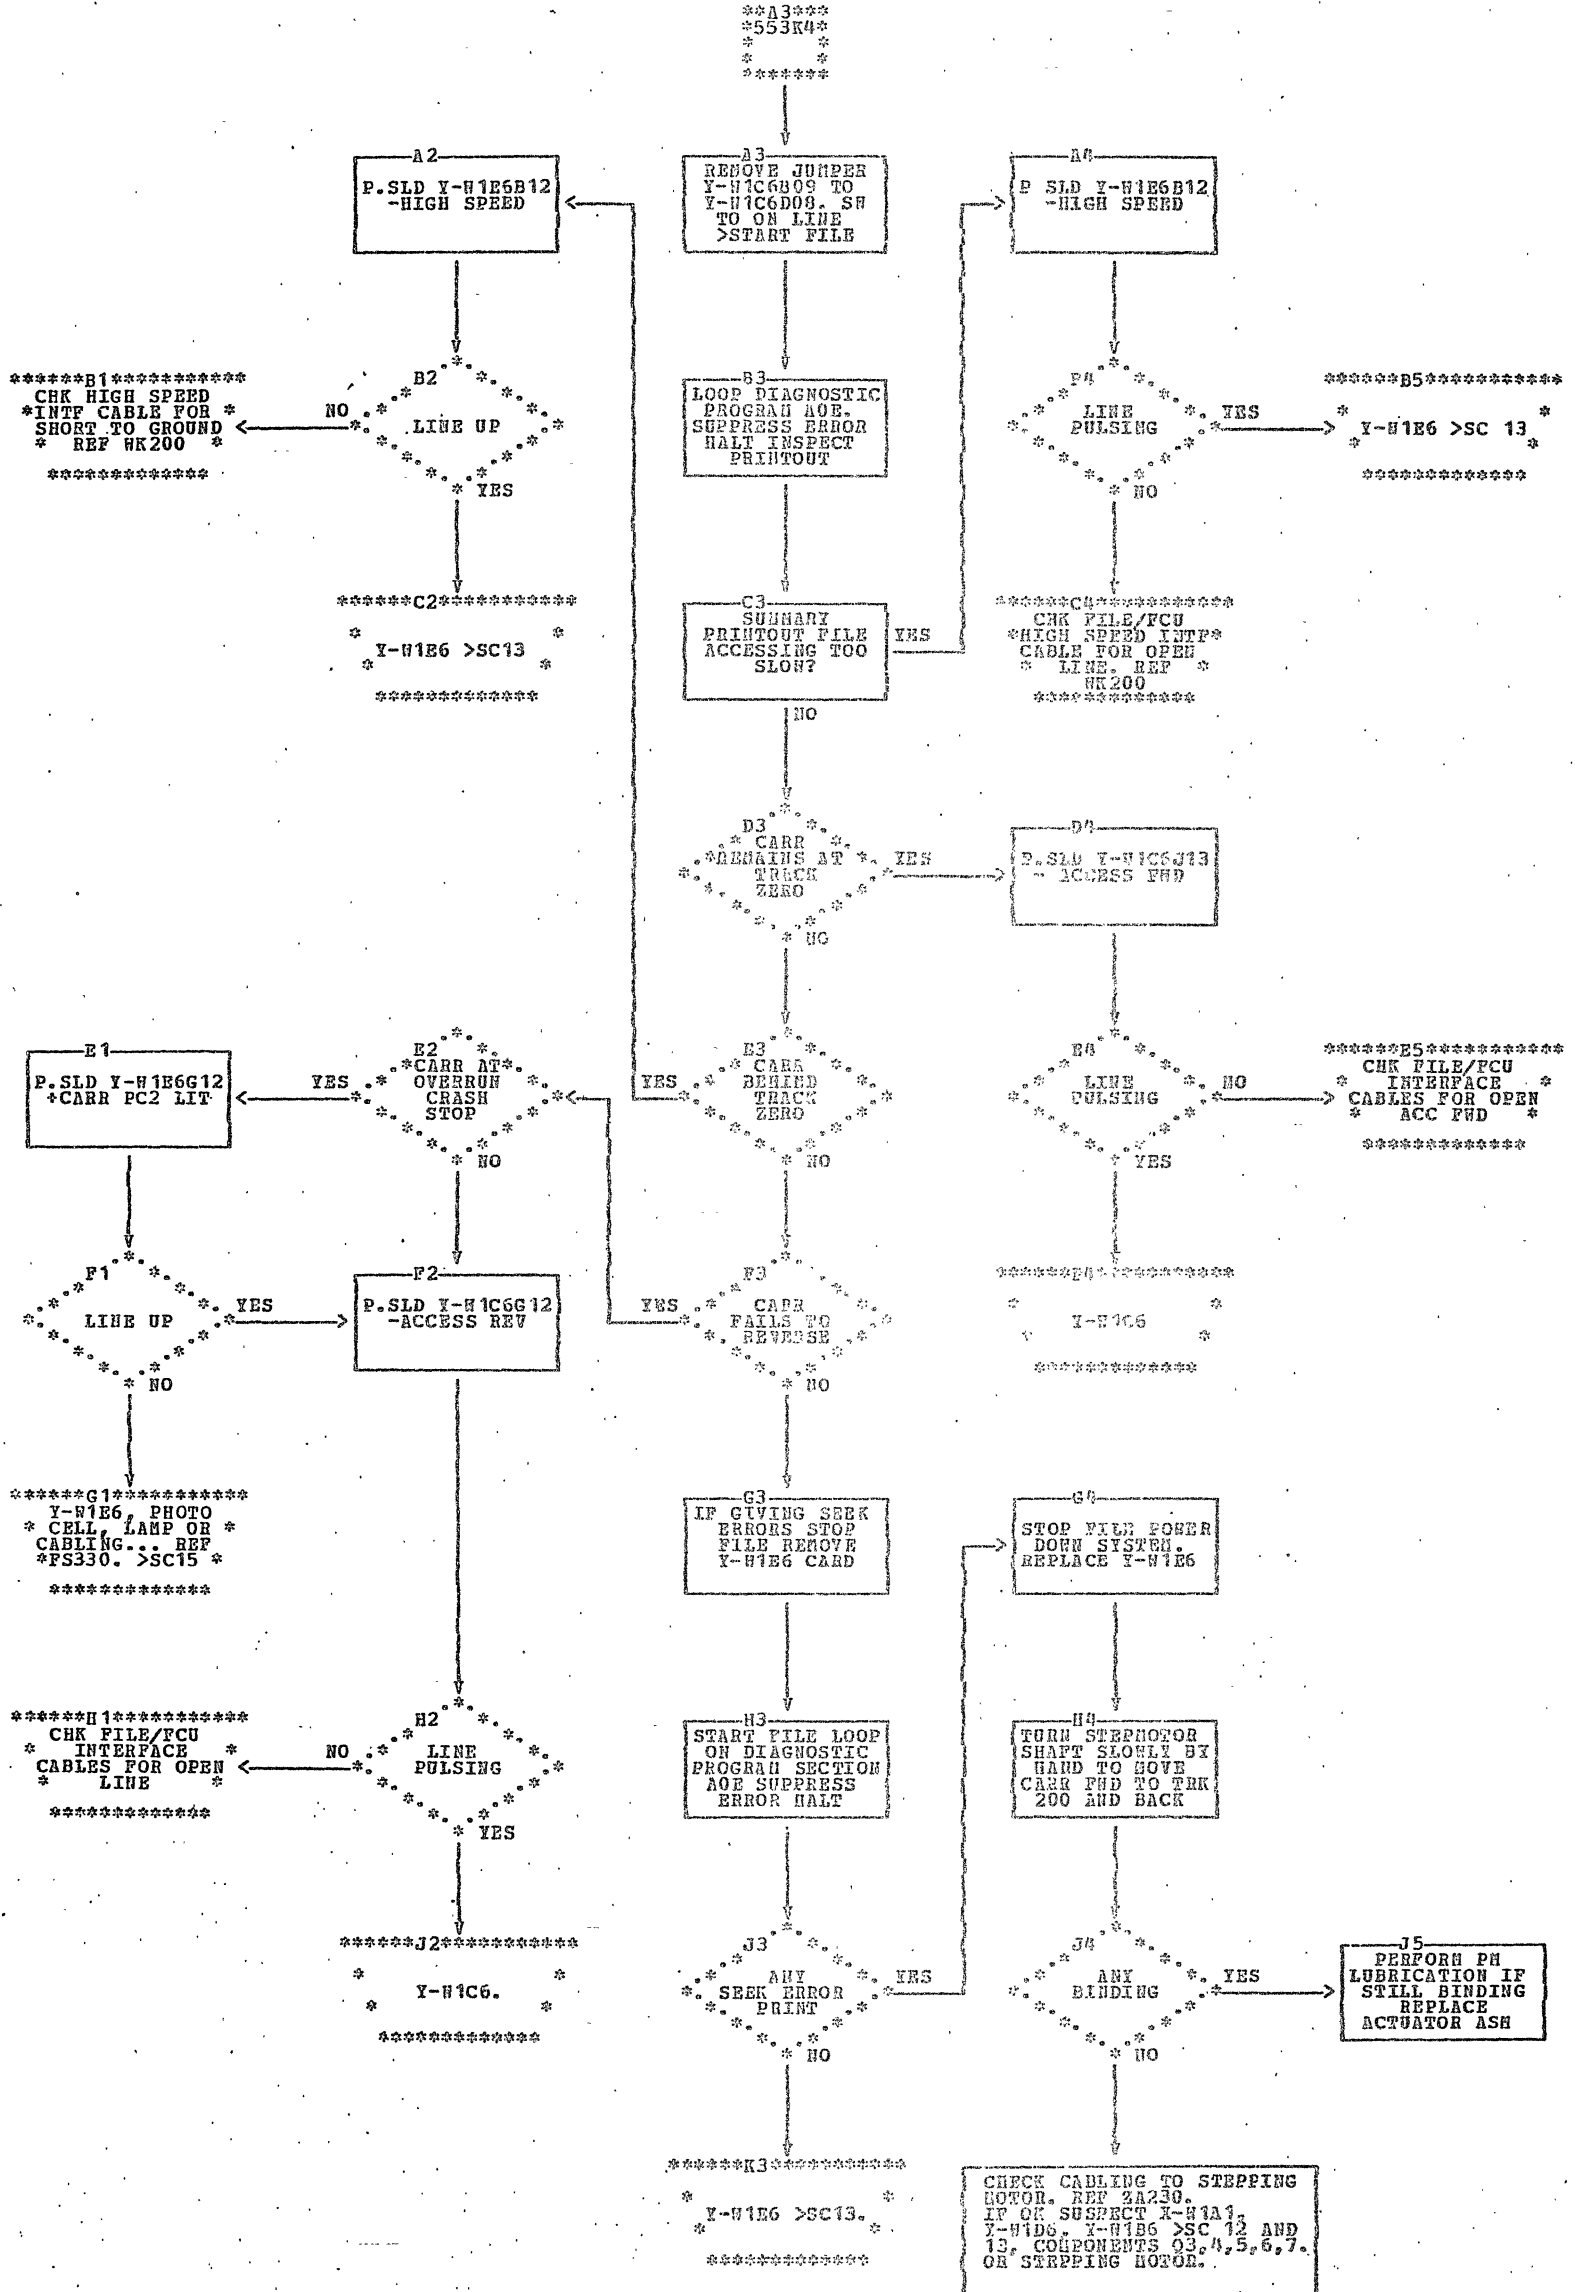 **A3***
*553K4*
A2
P.SLD Y-W1E6B12
-HIGH SPEED
A3
REMOVE JUMPER
Y-W1C6B09 TO
Y-W1C6D08. SW
TO ON LINE
>START FILE
A4
P SLD Y-W1E6B12
-HIGH SPEED
******B1***********
CHK HIGH SPEED
*INTF CABLE FOR *
SHORT TO GROUND
* REF WK200 *
*************
NO
B2
LINE UP
YES
B3
LOOP DIAGNOSTIC
PROGRAM A0E.
SUPPRESS ERROR
HALT INSPECT
PRINTOUT
B4
LINE
PULSING
YES
NO
******B5***********
Y-W1E6 >SC 13
*************
******C2***********
Y-W1E6 >SC13
*************
C3
SUMMARY
PRINTOUT FILE
ACCESSING TOO
SLOW?
YES
NO
******C4***********
CHK FILE/FCU
*HIGH SPEED INTF*
CABLE FOR OPEN
* LINE. REF *
WK200
*************
D3
CARR
REMAINS AT
TRACK
ZERO
YES
NO
D4
P.SLD Y-W1C6J13
- ACCESS FWD
E1
P.SLD Y-W1E6G12
+CARR PC2 LIT
YES
E2
*CARR AT*
OVERRUN
CRASH
STOP
NO
YES
E3
CARR
BEHIND
TRACK
ZERO
NO
E4
LINE
PULSING
NO
YES
******E5***********
CHK FILE/FCU
* INTERFACE *
CABLES FOR OPEN
* ACC FWD *
*************
F1
LINE UP
YES
NO
F2
P.SLD Y-W1C6G12
-ACCESS REV
YES
F3
CARR
FAILS TO
REVERSE
NO
******F4***********
Y-W1C6
*************
******G1***********
Y-W1E6, PHOTO
* CELL, LAMP OR *
CABLING... REF
*FS330. >SC15 *
*************
G3
IF GIVING SEEK
ERRORS STOP
FILE REMOVE
Y-W1E6 CARD
G4
STOP FILE POWER
DOWN SYSTEM.
REPLACE Y-W1E6
******H1***********
CHK FILE/FCU
* INTERFACE *
CABLES FOR OPEN
* LINE *
*************
NO
H2
LINE
PULSING
YES
H3
START FILE LOOP
ON DIAGNOSTIC
PROGRAM SECTION
A0E SUPPRESS
ERROR HALT
H4
TURN STEPMOTOR
SHAFT SLOWLY BY
HAND TO MOVE
CARR FWD TO TRK
200 AND BACK
******J2***********
Y-W1C6.
*************
J3
ANY
SEEK ERROR
PRINT
YES
NO
J4
ANY
BINDING
YES
NO
J5
PERFORM PM
LUBRICATION IF
STILL BINDING
REPLACE
ACTUATOR ASM
******K3***********
Y-W1E6 >SC13.
*************
CHECK CABLING TO STEPPING
MOTOR. REF ZA230.
IF OK SUSPECT X-W1A1,
Y-W1D6, Y-W1B6 >SC 12 AND
13, COMPONENTS Q3,4,5,6,7.
OR STEPPING MOTOR.